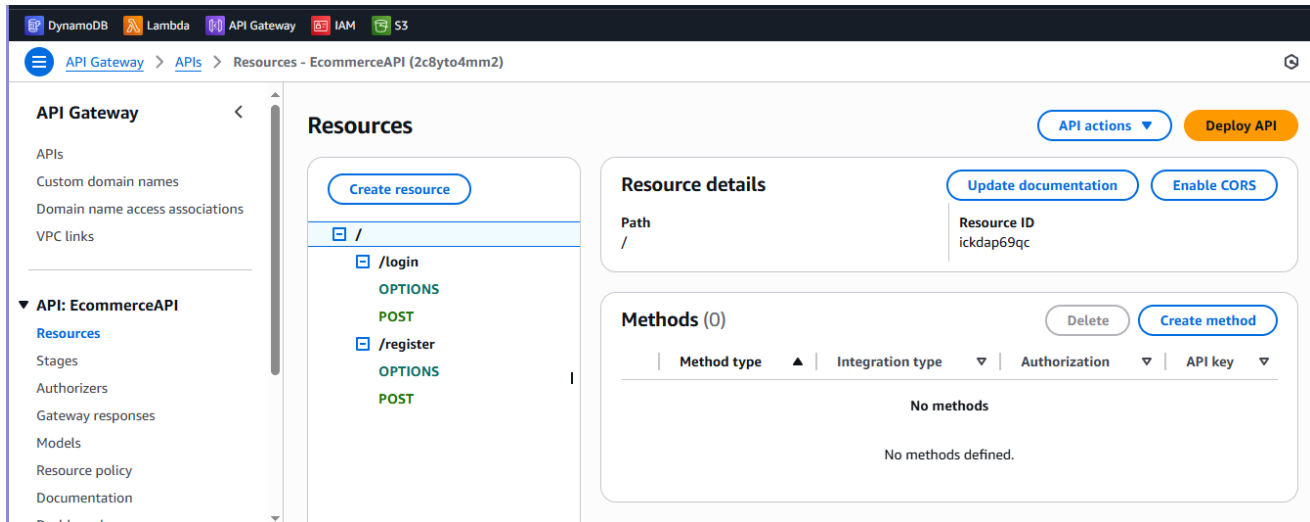 DynamoDB Lambda API Gateway IAM S3
API Gateway > APIs > Resources - EcommerceAPI (2c8yto4mm2)
API Gateway
APIs
Custom domain names
Domain name access associations
VPC links
API: EcommerceAPI
Resources
Stages
Authorizers
Gateway responses
Models
Resource policy
Documentation
Resources
API actions
Deploy API
Create resource
/
/login
OPTIONS
POST
/register
OPTIONS
POST
Resource details
Update documentation
Enable CORS
Path
/
Resource ID
ickdap69qc
Methods (0)
Delete
Create method
Method type Integration type Authorization API key
No methods
No methods defined.